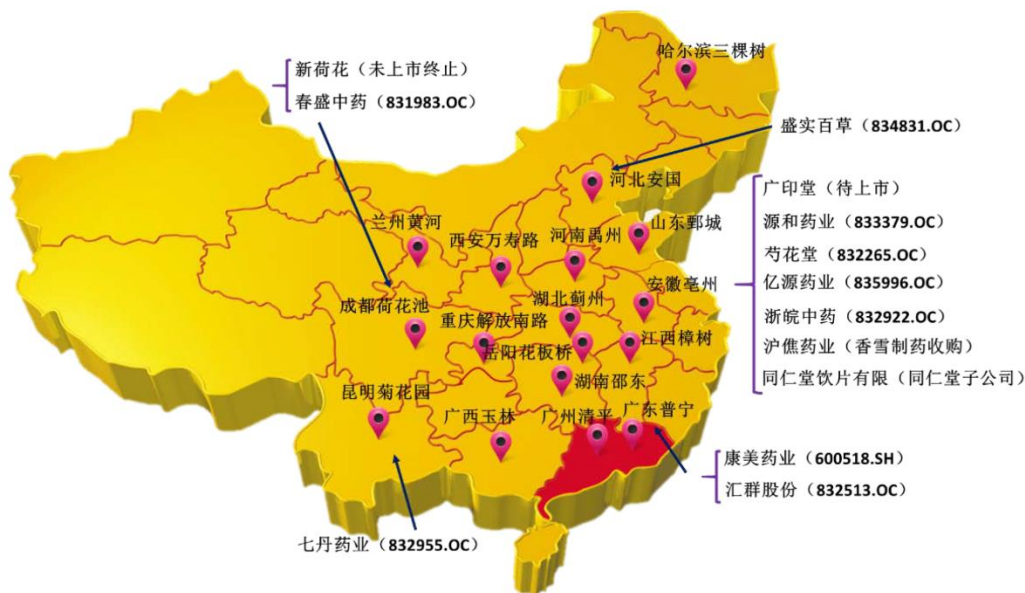 哈尔滨三棵树
新荷花（未上市终止）
春盛中药（831983.OC）
盛实百草（834831.OC）
河北安国
广印堂（待上市）
兰州黄河
西安万寿路
河南禹州
山东鄄城
源和药业（833379.OC）
芍花堂（832265.OC）
安徽亳州
亿源药业（835996.OC）
成都荷花池
重庆解放南路
湖北蕲州
浙皖中药（832922.OC）
岳阳花板桥
江西樟树
沪僬药业（香雪制药收购）
湖南邵东
同仁堂饮片有限（同仁堂子公司）
昆明菊花园
广西玉林
广州清平
广东普宁
康美药业（600518.SH）
汇群股份（832513.OC）
七丹药业（832955.OC）